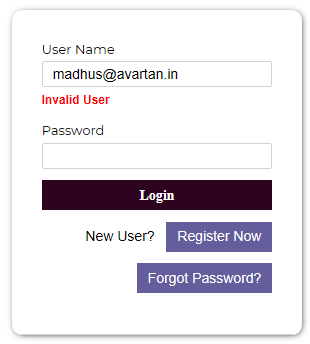 User Name
madhus@avartan.in
Invalid User
Password
Login
New User? Register Now
Forgot Password?